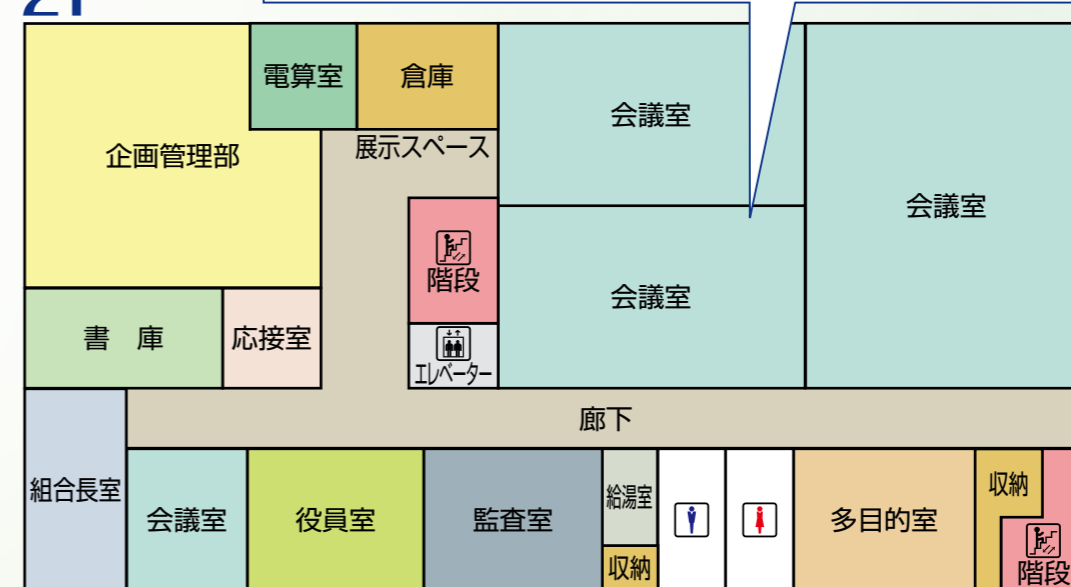 電算室
倉庫
会議室
企画管理部
展示スペース
会議室
階段
会議室
書　庫
応接室
エレベーター
廊下
組合長室
会議室
役員室
監査室
給湯室
収納
多目的室
収納
階段